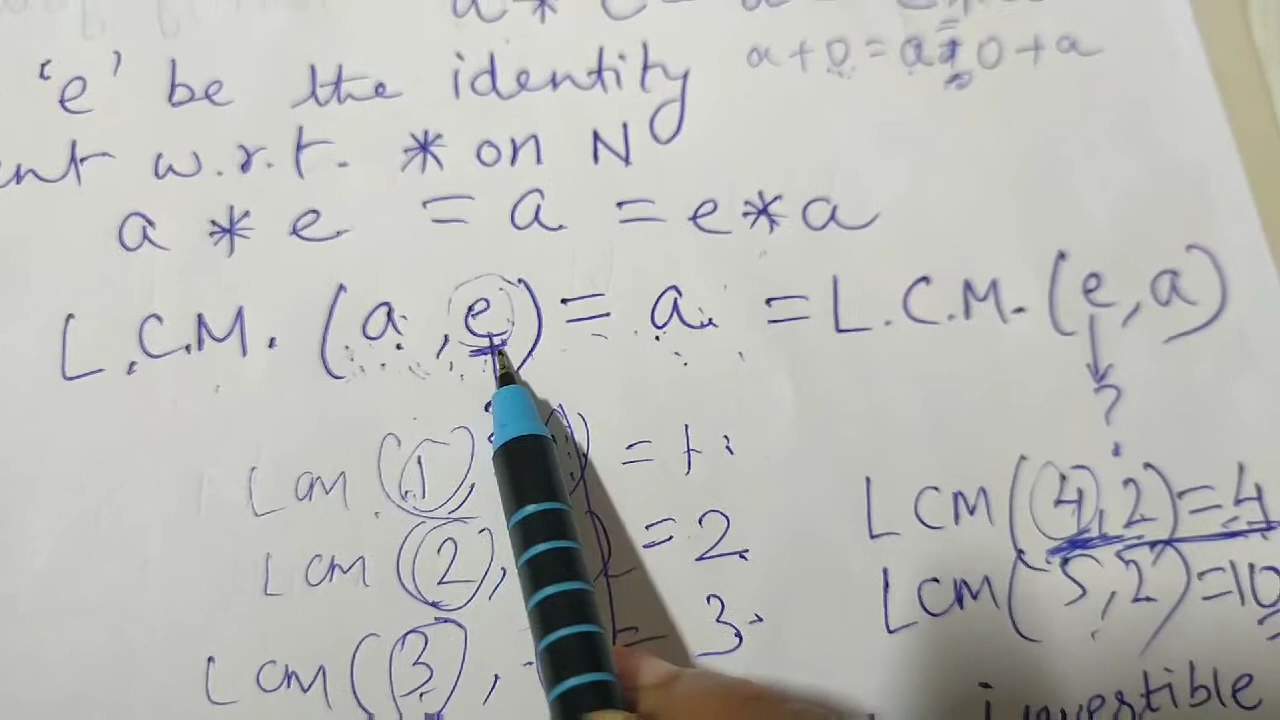 a + 0 = a = 0 + a
'e' be the identity
w.r.t. * on N
a * e = a = e * a
L.C.M. (a, e) = a = L.C.M. (e, a)
?
LCM (1, = 1
LCM (4, 2) = 4
LCM (2, = 2
LCM (5, 2) = 10
LCM (3, = 3
invertible